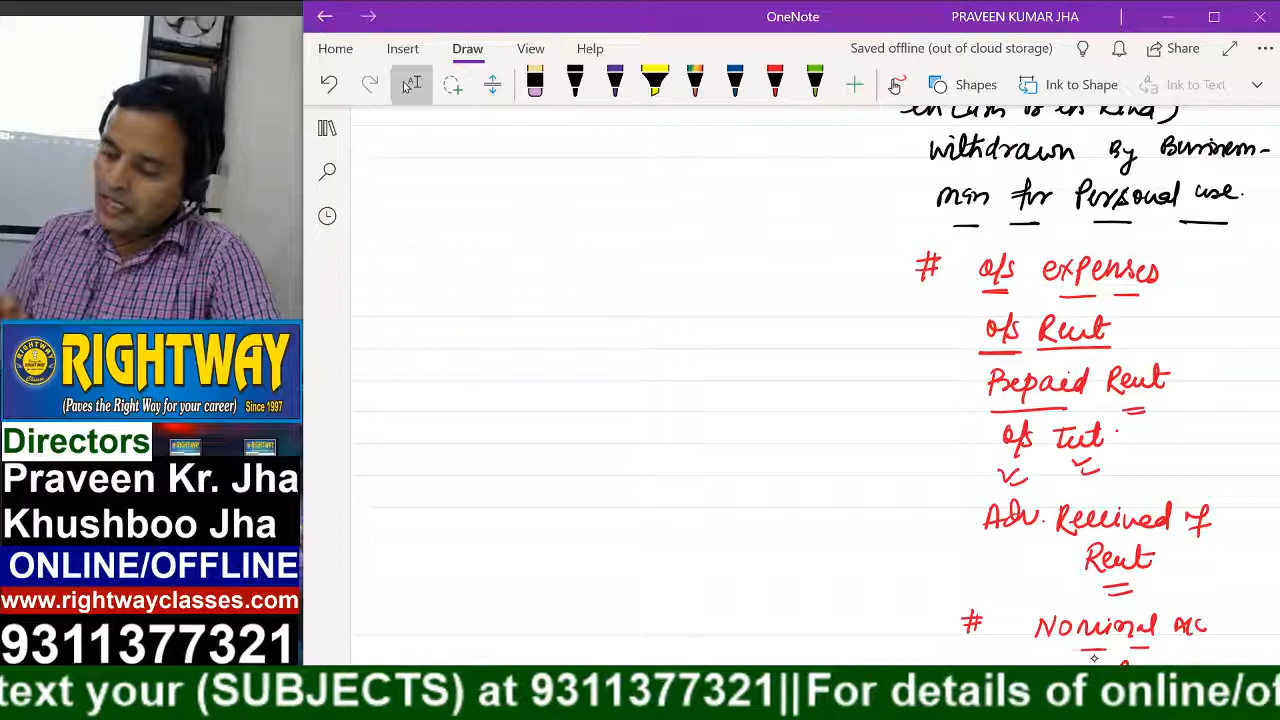 OneNote
PRAVEEN KUMAR JHA
Home Insert Draw View Help
Saved offline (out of cloud storage)
Share
Shapes
Ink to Shape
Ink to Text
withdrawn By Businessm-
man for Personal use.
# o/s expenses
o/s Rent
Prepaid Rent
o/s
Adv. Received of
Rent
# Nominal A/C
RIGHTWAY
Classes
(Paves the Right Way for your career) Since 1997
Directors
Praveen Kr. Jha
Khushboo Jha
ONLINE/OFFLINE
www.rightwayclasses.com
9311377321
text your (SUBJECTS) at 9311377321||For details of online/of